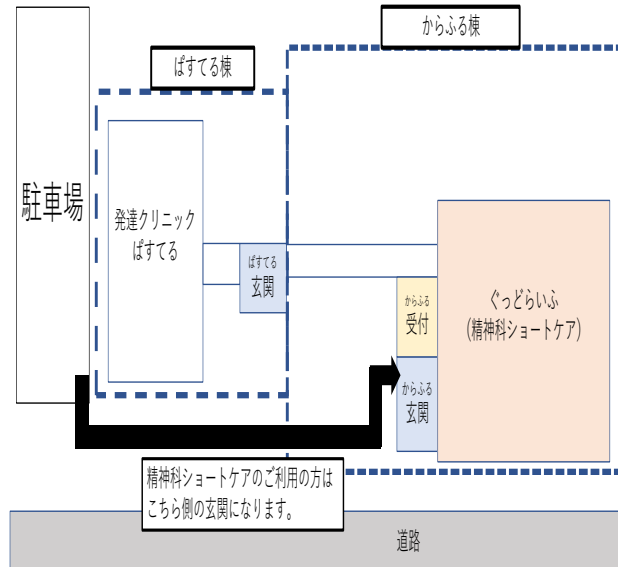 からふる棟
ぱすてる棟
駐車場
発達クリニック
ぱすてる
ぱすてる
玄関
からふる
受付
ぐっどらいふ
(精神科ショートケア)
からふる
玄関
精神科ショートケアのご利用の方は
こちら側の玄関になります。
道路